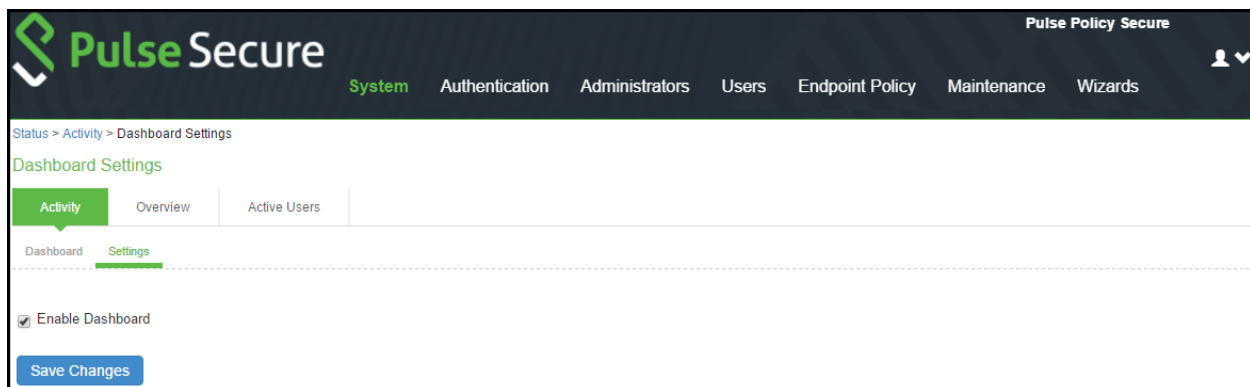 Pulse Policy Secure
Pulse Secure
System Authentication Administrators Users Endpoint Policy Maintenance Wizards
Status > Activity > Dashboard Settings
Dashboard Settings
Activity Overview Active Users
Dashboard Settings
Enable Dashboard
Save Changes